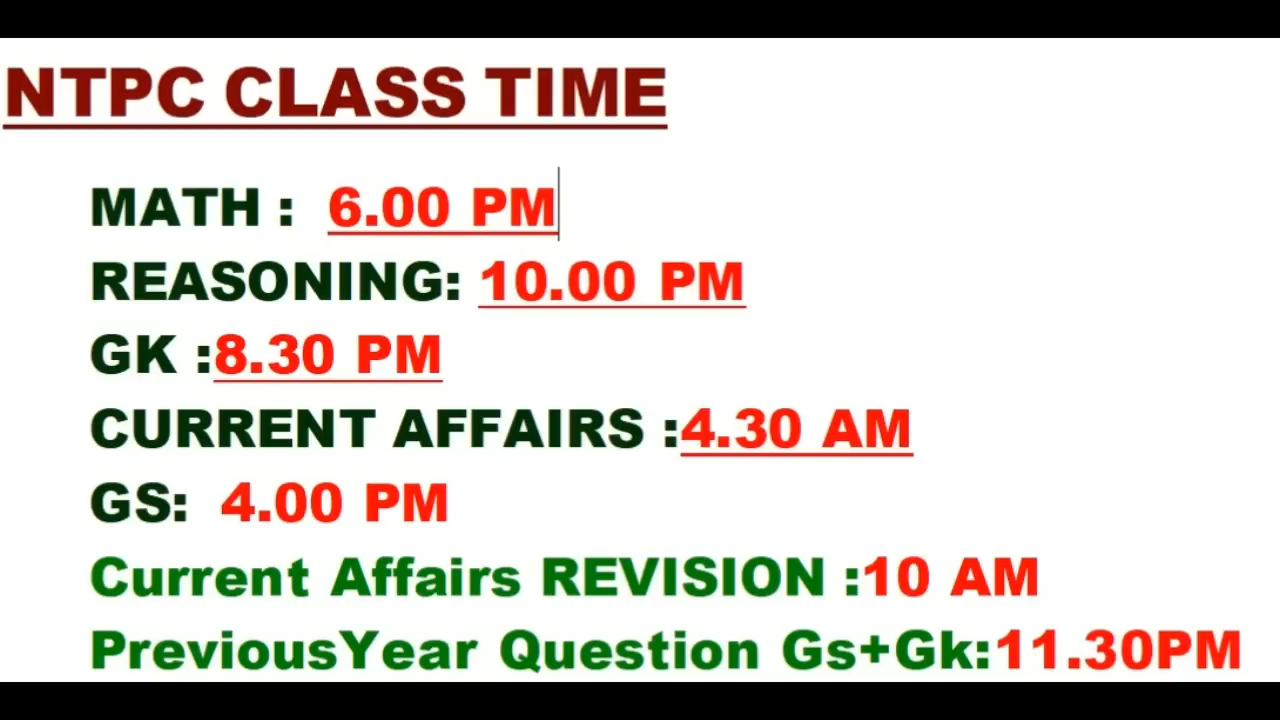 NTPC CLASS TIME
MATH :  6.00 PM
REASONING: 10.00 PM
GK :8.30 PM
CURRENT AFFAIRS :4.30 AM
GS:  4.00 PM
Current Affairs REVISION :10 AM
PreviousYear Question Gs+Gk:11.30PM